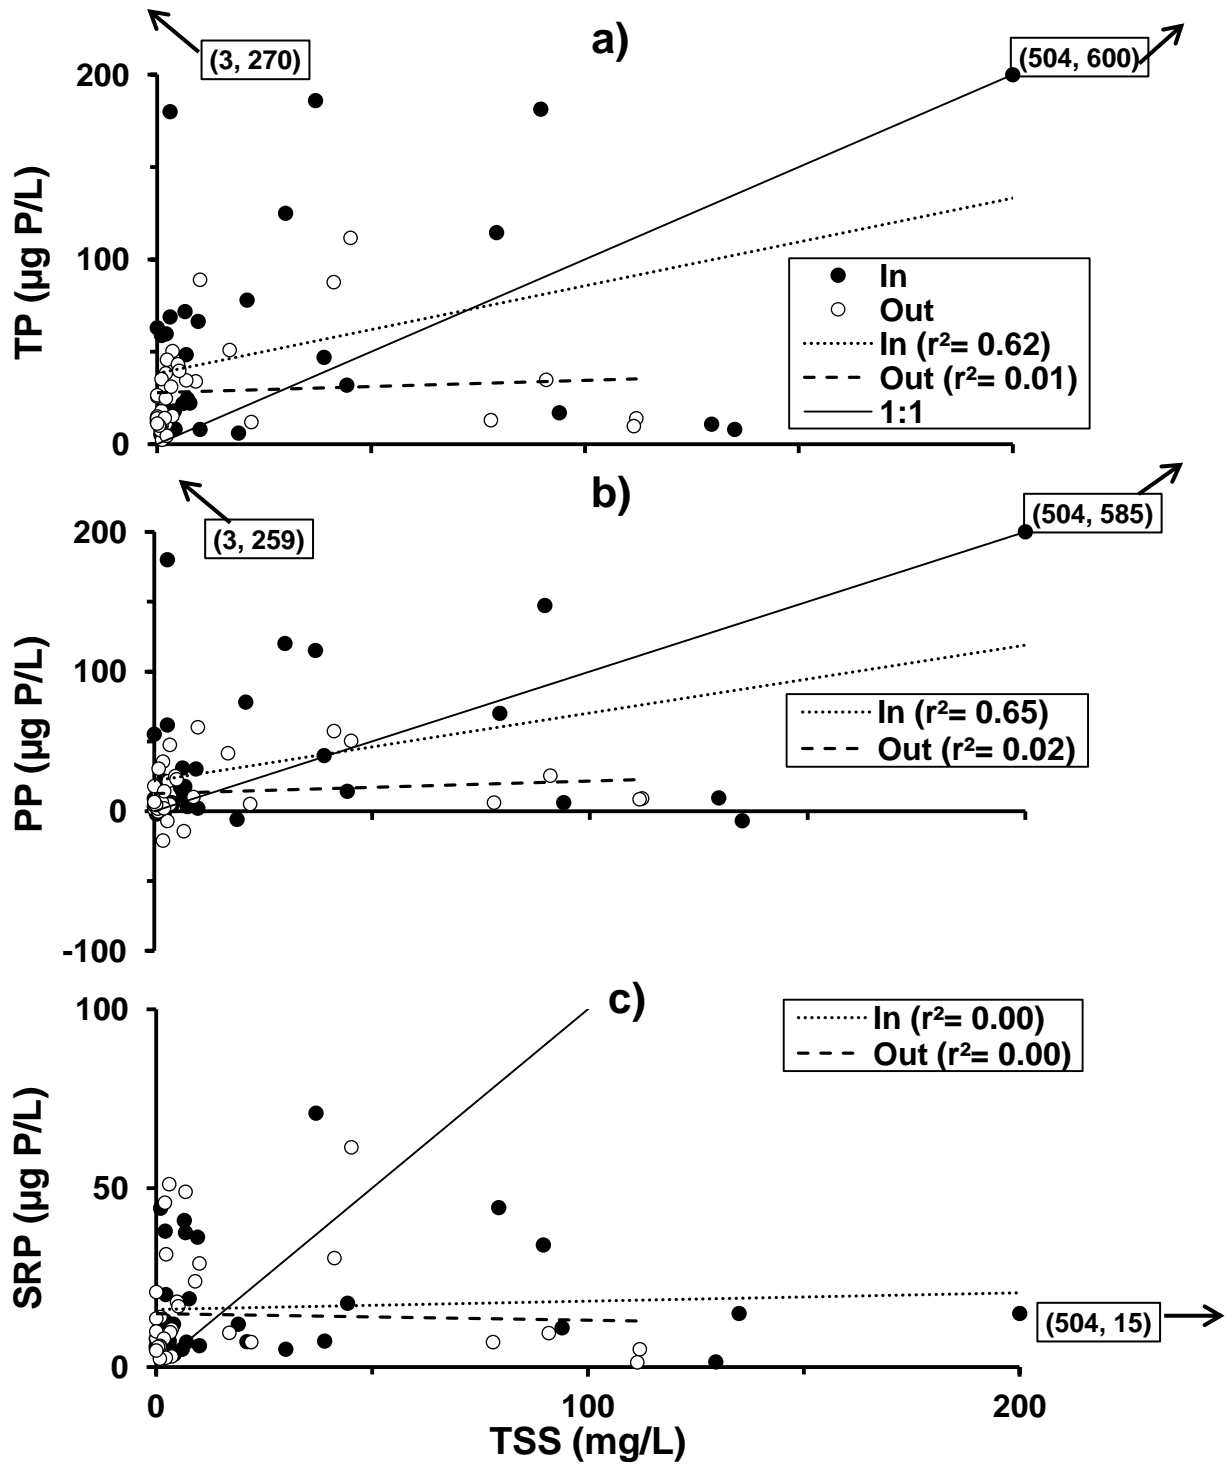 a)
(3, 270)
(504, 600)
200
100
0
TP (µg P/L)
In
Out
In (r²= 0.62)
Out (r²= 0.01)
1:1
b)
(3, 259)
(504, 585)
200
100
0
-100
PP (µg P/L)
In (r²= 0.65)
Out (r²= 0.02)
c)
100
50
0
SRP (µg P/L)
In (r²= 0.00)
Out (r²= 0.00)
(504, 15)
0 100 200
TSS (mg/L)